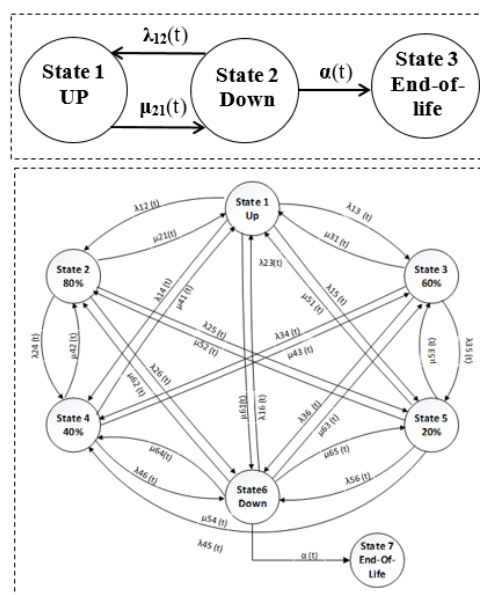 λ12(t)
State 1
UP
State 2
Down
State 3
End-of-
life
α(t)
μ21(t)
State 1
Up
λ12 (t)
λ13 (t)
μ21(t)
μ31 (t)
State 2
80%
λ14 (t)
μ41 (t)
λ23(t)
μ51 (t)
λ15 (t)
State 3
60%
λ24(t)
μ42 (t)
λ25(t)
μ52 (t)
λ34 (t)
μ43 (t)
μ53 (t)
λ35 (t)
λ26 (t)
μ62 (t)
μ61(t)
λ16 (t)
λ36 (t)
μ63 (t)
State 4
40%
State 5
20%
μ64(t)
μ65 (t)
λ46 (t)
λ56 (t)
State6
Down
μ54 (t)
λ45 (t)
α (t)
State 7
End-Of-
Life